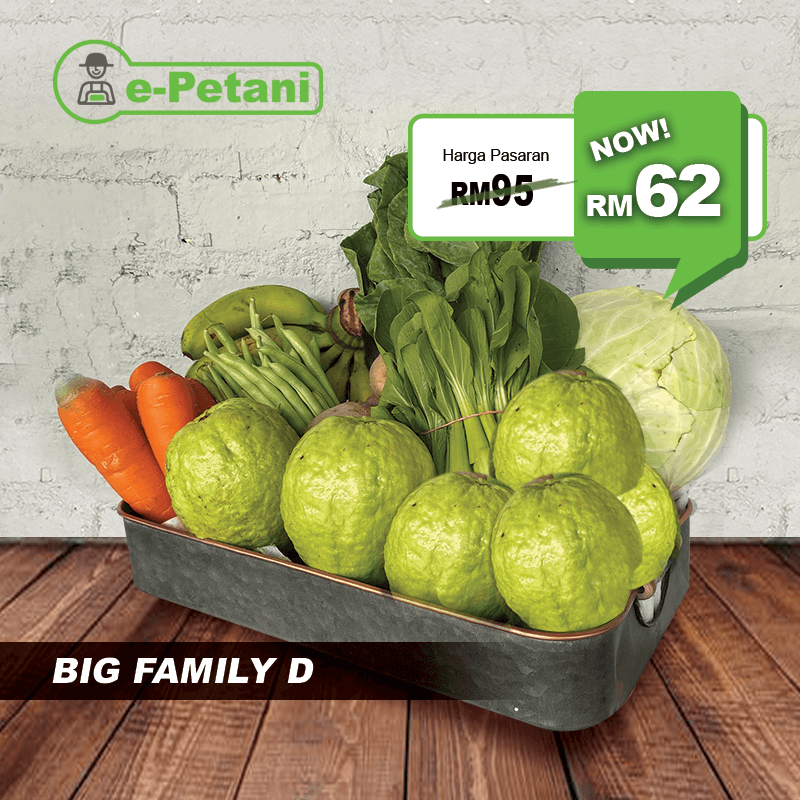 e-Petani
Harga Pasaran
RM95
NOW!
RM62
BIG FAMILY D